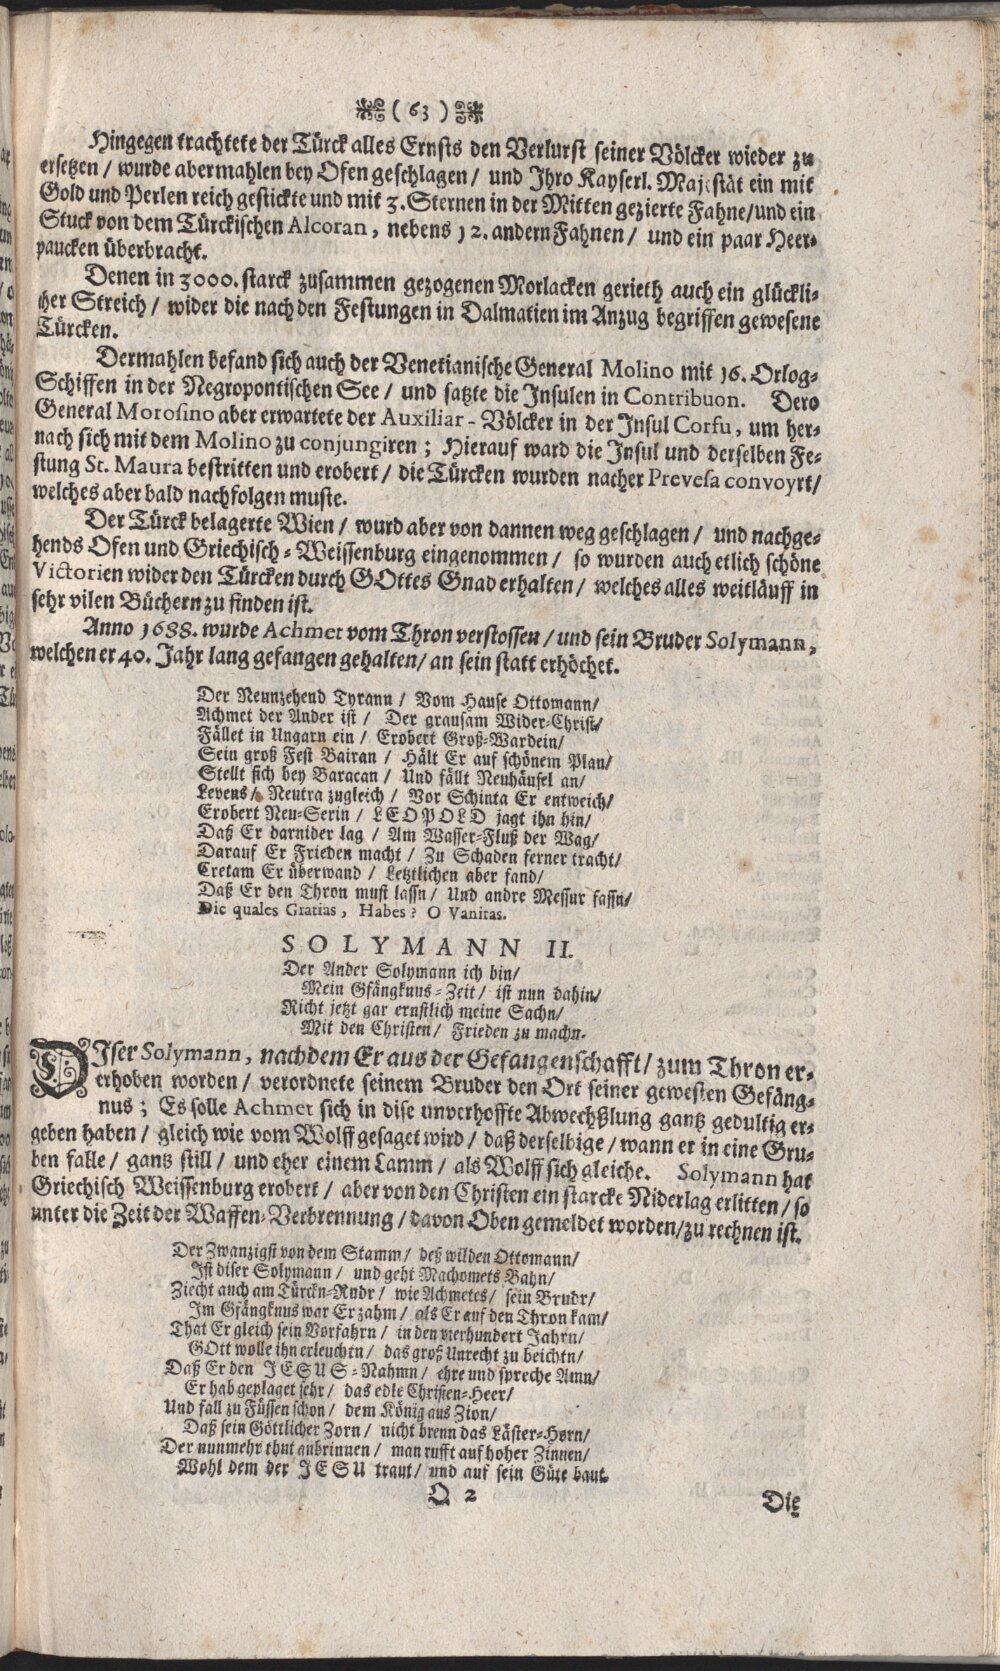 ( 63 )
Hingegen trachtete der Türck alles Ernsts den Verlurst seiner Völcker wieder zu
ersetzen / wurde abermahlen bey Ofen geschlagen / und Ihro Kayserl. Majestät ein mit
Gold und Perlen reich gestickte und mit 3. Sternen in der Mitten gezierte Fahne / und ein
Stuck von dem Türckischen Alcoran, nebens 12. andern Fahnen / und ein paar Heer-
paucken überbracht.
Denen in 3000. starck zusammen gezogenen Morlacken gerieth auch ein glückli-
cher Streich / wider die nach den Festungen in Dalmatien im Anzug begriffen gewesene
Türcken.
Dermahlen befand sich auch der Venetianische General Molino mit 16. Orlog-
Schiffen in der Negropontischen See / und satzte die Insulen in Contribuon. Dero
General Morosino aber erwartete der Auxiliar-Völcker in der Insul Corfu, um her-
nach sich mit dem Molino zu conjungiren ; Hierauf ward die Insul und derselben Fe-
stung St. Maura bestritten und erobert / die Türcken wurden nacher Prevesa convoyrt /
welches aber bald nachfolgen muste.
Der Türck belagerte Wien / wurd aber von dannen weg geschlagen / und nachge-
hends Ofen und Griechisch-Weissenburg eingenommen / so wurden auch etlich schöne
Victorien wider den Türcken durch GOttes Gnad erhalten / welches alles weitläuff in
sehr vilen Büchern zu finden ist.
Anno 1688. wurde Achmet vom Thron verstossen / und sein Bruder Solymann,
welchen er 40. Jahr lang gefangen gehalten / an sein statt erhöchet.
Der Neunzehend Tyrann / Vom Hause Ottomann /
Achmet der Ander ist / Der grausam Wider-Christ /
Fället in Ungarn ein / Erobert Groß-Wardein /
Sein groß Fest Bairan / Hält Er auf schönem Plan /
Stellt sich bey Baracan / Und fällt Neuhäusel an /
Levens / Neutra zugleich / Vor Schinta Er entweich /
Erobert Neu-Serin / LEOPOLD jagt ihn hin /
Daß Er darnider lag / Am Wasser-Fluß der Wag /
Darauf Er Frieden macht / Zu Schaden ferner tracht /
Cretam Er überwand / Letztlichen aber fand /
Daß Er den Thron must lassn / Und andre Messur fassn /
Dic quales Gratias, Habes ? O Vanitas.
SOLYMANN II.
Der Ander Solymann ich bin /
Mein Gfängknus-Zeit / ist nun dahin /
Richt jetzt gar ernstlich meine Sachn /
Mit den Christen / Frieden zu machn.
DIser Solymann, nachdem Er aus der Gefangenschafft / zum Thron er-
erhoben worden / verordnete seinem Bruder den Ort seiner gewesten Gefäng-
nus ; Es solle Achmet sich in dise unverhoffte Abwechßlung gantz gedultig er-
geben haben / gleich wie vom Wolff gesaget wird / daß derselbige / wann er in eine Gru-
ben falle / gantz still / und eher einem Lamm / als Wolff sich gleiche. Solymann hat
Griechisch Weissenburg erobert / aber von den Christen ein starcke Niderlag erlitten / so
unter die Zeit der Waffen-Verbrennung / davon Oben gemeldet worden / zu rechnen ist.
Der Zwanzigst von dem Stamm / deß wilden Ottomann /
Ist diser Solymann / und geht Machomets Bahn /
Ziecht auch am Türckn-Rudr / wie Achmetes / sein Brudr /
Im Gfängknus war Er zahm / als Er auf den Thron kam /
That Er gleich sein Vorfahrn / in den vierhundert Jahrn /
GOtt wolle ihn erleuchtn / das groß Unrecht zu beichtn /
Daß Er den JESUS-Nahmn / ehre und spreche Amn /
Er hab geplaget sehr / das edle Christen-Heer /
Und fall zu Füssen schon / dem König aus Zion /
Daß sein Göttlicher Zorn / nicht brenn das Läster-Horn /
Der nunmehr thut anbrinnen / man rufft auf hoher Zinnen /
Wohl dem der JESU traut / und auf sein Güte baut.
Q 2
Die